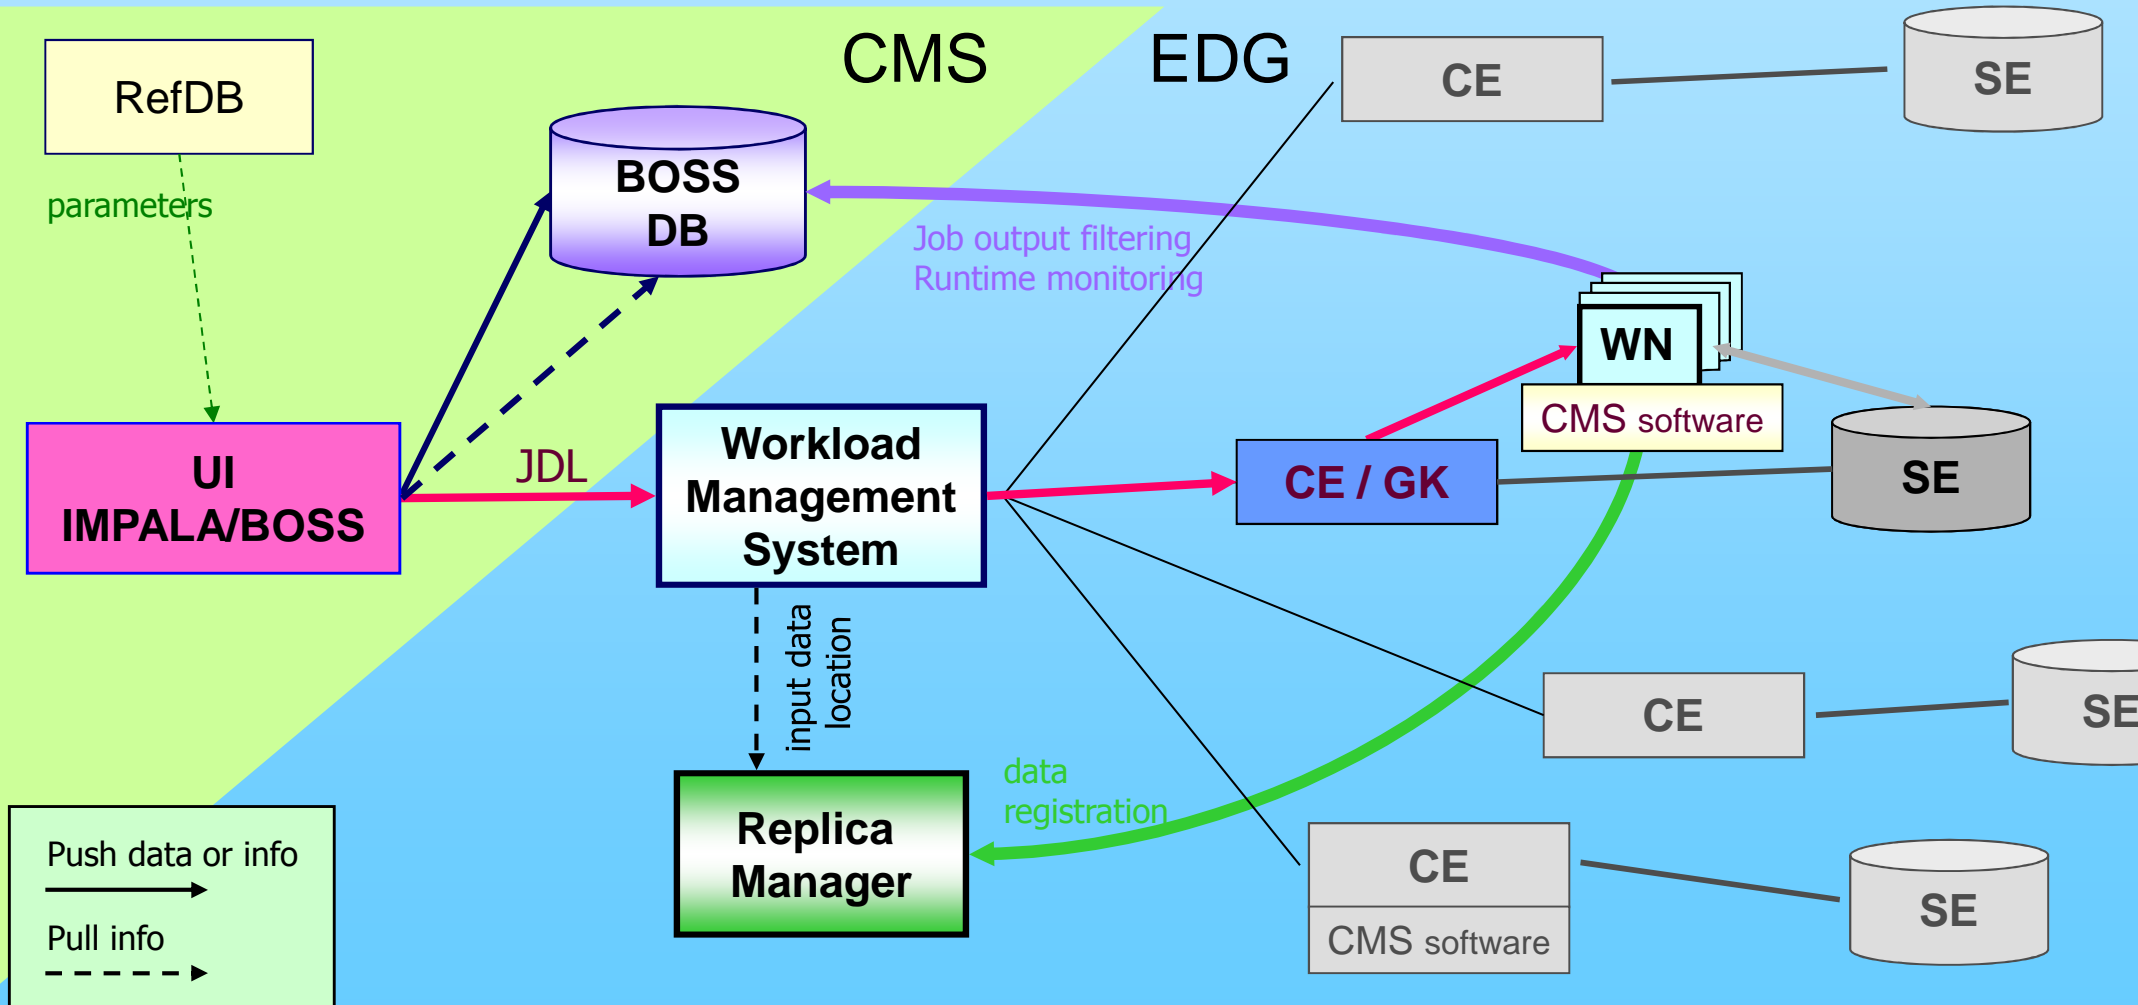 CMS
EDG
RefDB
CE
SE
parameters
BOSS
DB
Job output filtering
Runtime monitoring
WN
CMS software
UI
IMPALA/BOSS
JDL
Workload
Management
System
CE / GK
SE
input data
location
CE
SE
data
registration
Replica
Manager
CE
CMS software
SE
Push data or info
Pull info